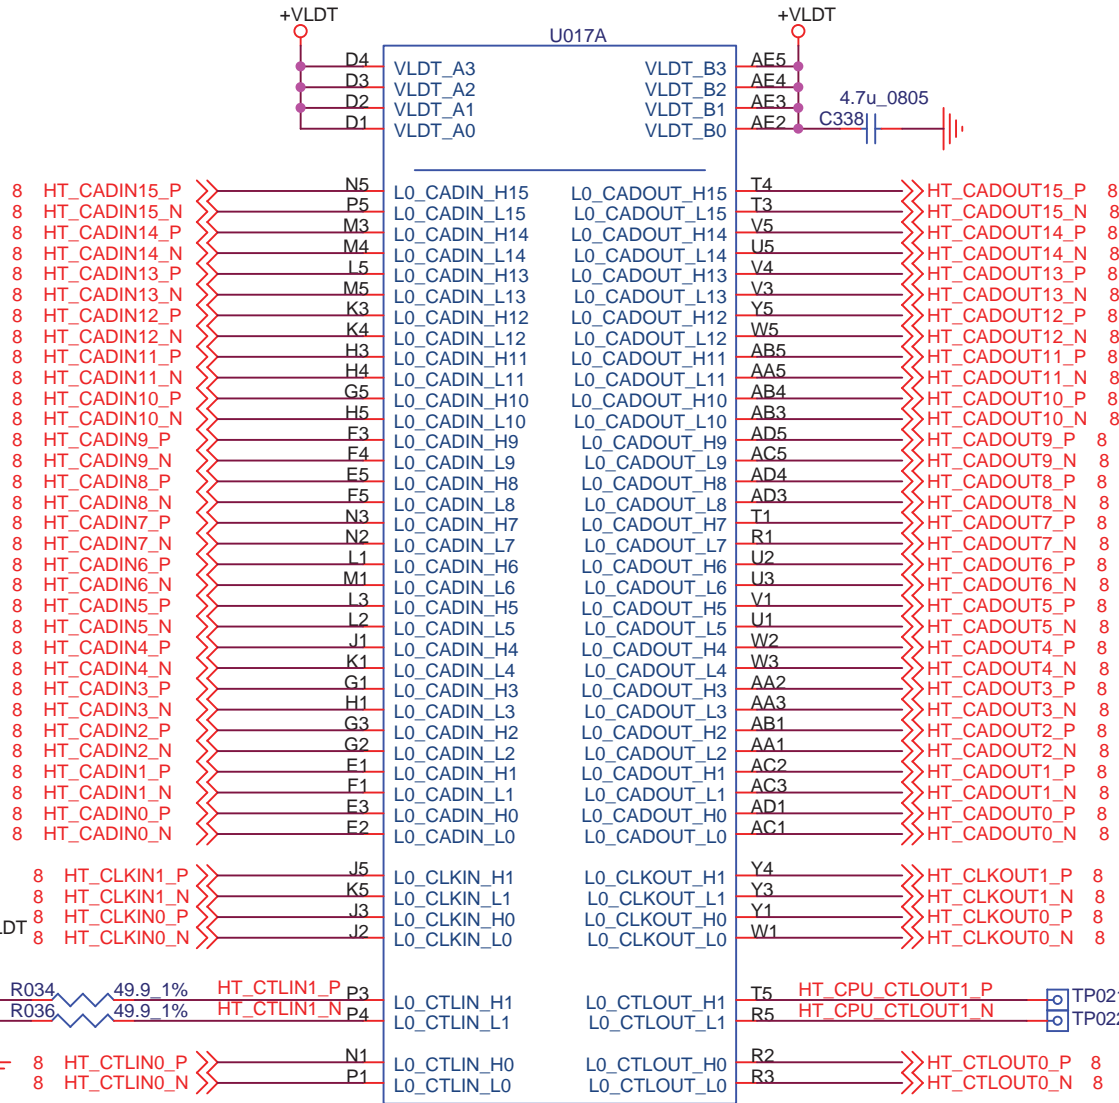 +VLDT +VLDT
U017A
D4 VLDT_A3 VLDT_B3 AE5
D3 VLDT_A2 VLDT_B2 AE4
D2 VLDT_A1 VLDT_B1 AE3 4.7u_0805
D1 VLDT_A0 VLDT_B0 AE2 C338
8 HT_CADIN15_P N5 L0_CADIN_H15 L0_CADOUT_H15 T4 HT_CADOUT15_P 8
8 HT_CADIN15_N P5 L0_CADIN_L15 L0_CADOUT_L15 T3 HT_CADOUT15_N 8
8 HT_CADIN14_P M3 L0_CADIN_H14 L0_CADOUT_H14 V5 HT_CADOUT14_P 8
8 HT_CADIN14_N M4 L0_CADIN_L14 L0_CADOUT_L14 U5 HT_CADOUT14_N 8
8 HT_CADIN13_P L5 L0_CADIN_H13 L0_CADOUT_H13 V4 HT_CADOUT13_P 8
8 HT_CADIN13_N M5 L0_CADIN_L13 L0_CADOUT_L13 V3 HT_CADOUT13_N 8
8 HT_CADIN12_P K3 L0_CADIN_H12 L0_CADOUT_H12 Y5 HT_CADOUT12_P 8
8 HT_CADIN12_N K4 L0_CADIN_L12 L0_CADOUT_L12 W5 HT_CADOUT12_N 8
8 HT_CADIN11_P H3 L0_CADIN_H11 L0_CADOUT_H11 AB5 HT_CADOUT11_P 8
8 HT_CADIN11_N H4 L0_CADIN_L11 L0_CADOUT_L11 AA5 HT_CADOUT11_N 8
8 HT_CADIN10_P G5 L0_CADIN_H10 L0_CADOUT_H10 AB4 HT_CADOUT10_P 8
8 HT_CADIN10_N H5 L0_CADIN_L10 L0_CADOUT_L10 AB3 HT_CADOUT10_N 8
8 HT_CADIN9_P F3 L0_CADIN_H9 L0_CADOUT_H9 AD5 HT_CADOUT9_P 8
8 HT_CADIN9_N F4 L0_CADIN_L9 L0_CADOUT_L9 AC5 HT_CADOUT9_N 8
8 HT_CADIN8_P E5 L0_CADIN_H8 L0_CADOUT_H8 AD4 HT_CADOUT8_P 8
8 HT_CADIN8_N F5 L0_CADIN_L8 L0_CADOUT_L8 AD3 HT_CADOUT8_N 8
8 HT_CADIN7_P N3 L0_CADIN_H7 L0_CADOUT_H7 T1 HT_CADOUT7_P 8
8 HT_CADIN7_N N2 L0_CADIN_L7 L0_CADOUT_L7 R1 HT_CADOUT7_N 8
8 HT_CADIN6_P L1 L0_CADIN_H6 L0_CADOUT_H6 U2 HT_CADOUT6_P 8
8 HT_CADIN6_N M1 L0_CADIN_L6 L0_CADOUT_L6 U3 HT_CADOUT6_N 8
8 HT_CADIN5_P L3 L0_CADIN_H5 L0_CADOUT_H5 V1 HT_CADOUT5_P 8
8 HT_CADIN5_N L2 L0_CADIN_L5 L0_CADOUT_L5 U1 HT_CADOUT5_N 8
8 HT_CADIN4_P J1 L0_CADIN_H4 L0_CADOUT_H4 W2 HT_CADOUT4_P 8
8 HT_CADIN4_N K1 L0_CADIN_L4 L0_CADOUT_L4 W3 HT_CADOUT4_N 8
8 HT_CADIN3_P G1 L0_CADIN_H3 L0_CADOUT_H3 AA2 HT_CADOUT3_P 8
8 HT_CADIN3_N H1 L0_CADIN_L3 L0_CADOUT_L3 AA3 HT_CADOUT3_N 8
8 HT_CADIN2_P G3 L0_CADIN_H2 L0_CADOUT_H2 AB1 HT_CADOUT2_P 8
8 HT_CADIN2_N G2 L0_CADIN_L2 L0_CADOUT_L2 AA1 HT_CADOUT2_N 8
8 HT_CADIN1_P E1 L0_CADIN_H1 L0_CADOUT_H1 AC2 HT_CADOUT1_P 8
8 HT_CADIN1_N F1 L0_CADIN_L1 L0_CADOUT_L1 AC3 HT_CADOUT1_N 8
8 HT_CADIN0_P E3 L0_CADIN_H0 L0_CADOUT_H0 AD1 HT_CADOUT0_P 8
8 HT_CADIN0_N E2 L0_CADIN_L0 L0_CADOUT_L0 AC1 HT_CADOUT0_N 8
8 HT_CLKIN1_P J5 L0_CLKIN_H1 L0_CLKOUT_H1 Y4 HT_CLKOUT1_P 8
8 HT_CLKIN1_N K5 L0_CLKIN_L1 L0_CLKOUT_L1 Y3 HT_CLKOUT1_N 8
8 HT_CLKIN0_P J3 L0_CLKIN_H0 L0_CLKOUT_H0 Y1 HT_CLKOUT0_P 8
LDT 8 HT_CLKIN0_N J2 L0_CLKIN_L0 L0_CLKOUT_L0 W1 HT_CLKOUT0_N 8
R034 49.9_1% HT_CTLIN1_P P3 L0_CTLIN_H1 L0_CTLOUT_H1 T5 HT_CPU_CTLOUT1_P TP021
R036 49.9_1% HT_CTLIN1_N P4 L0_CTLIN_L1 L0_CTLOUT_L1 R5 HT_CPU_CTLOUT1_N TP022
8 HT_CTLIN0_P N1 L0_CTLIN_H0 L0_CTLOUT_H0 R2 HT_CTLOUT0_P 8
8 HT_CTLIN0_N P1 L0_CTLIN_L0 L0_CTLOUT_L0 R3 HT_CTLOUT0_N 8